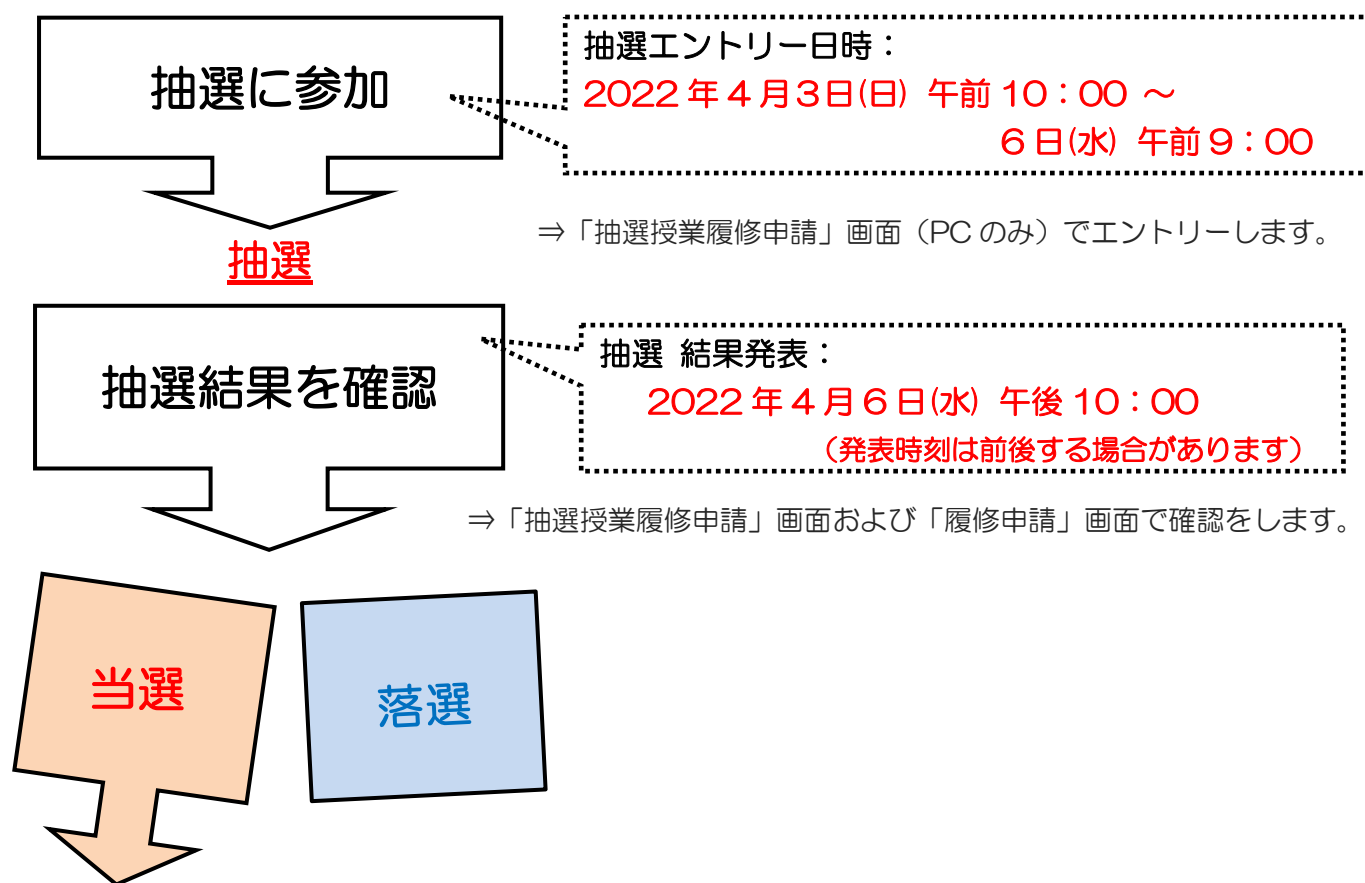 抽選に参加
抽選エントリー日時：
2022年4月3日(日) 午前10：00 ～
6日(水) 午前9：00
⇒「抽選授業履修申請」画面（PCのみ）でエントリーします。
抽選
抽選結果を確認
抽選 結果発表：
2022年4月6日(水) 午後10：00
（発表時刻は前後する場合があります）
⇒「抽選授業履修申請」画面および「履修申請」画面で確認をします。
当選
落選